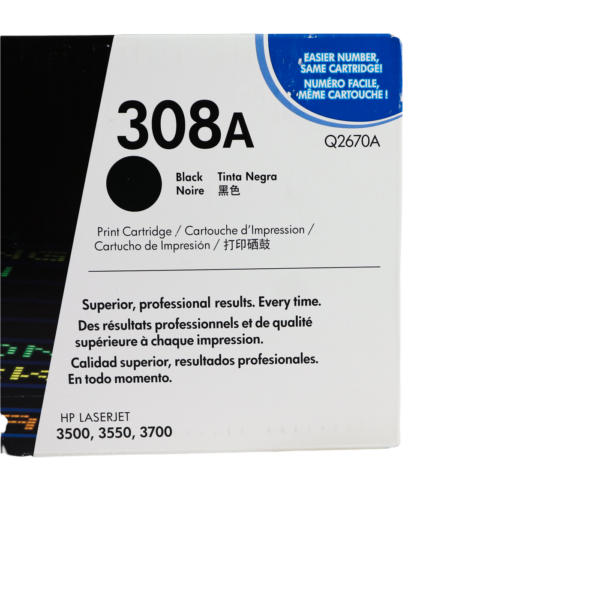 EASIER NUMBER,
SAME CARTRIDGE!
NUMÉRO FACILE,
MÊME CARTOUCHE !
308A
Q2670A
Black Tinta Negra
Noire 黑色
Print Cartridge / Cartouche d'Impression /
Cartucho de Impresión / 打印硒鼓
Superior, professional results. Every time.
Des résultats professionnels et de qualité
supérieure à chaque impression.
Calidad superior, resultados profesionales.
En todo momento.
HP LASERJET
3500, 3550, 3700